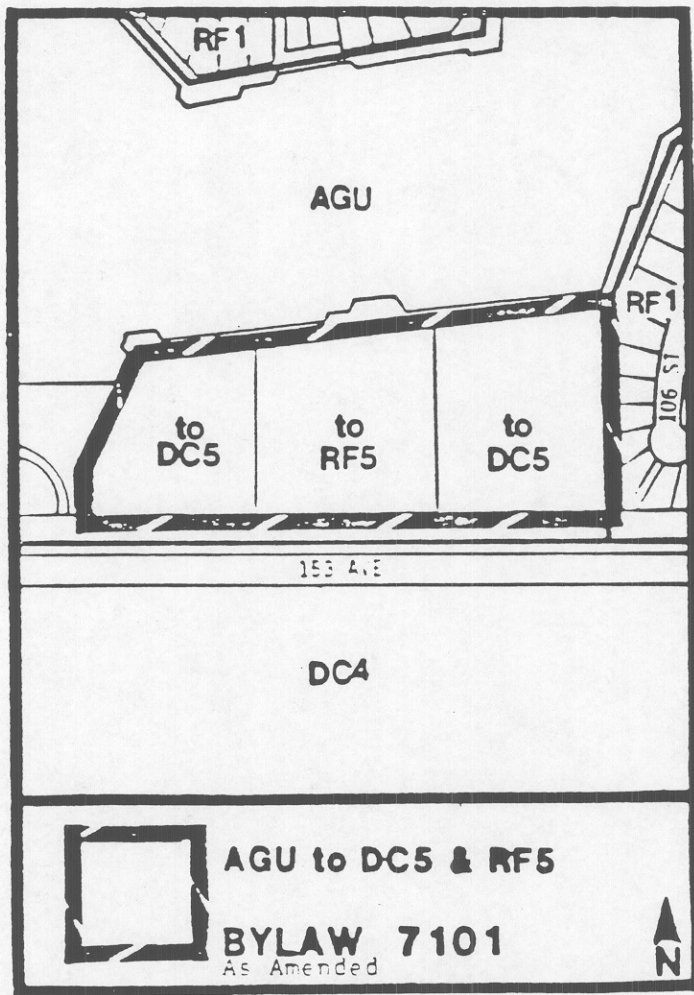 RF1
AGU
RF1
106 ST
to
DC5
to
RF5
to
DC5
153 AVE
DC4
AGU to DC5 & RF5
BYLAW 7101
As Amended
N